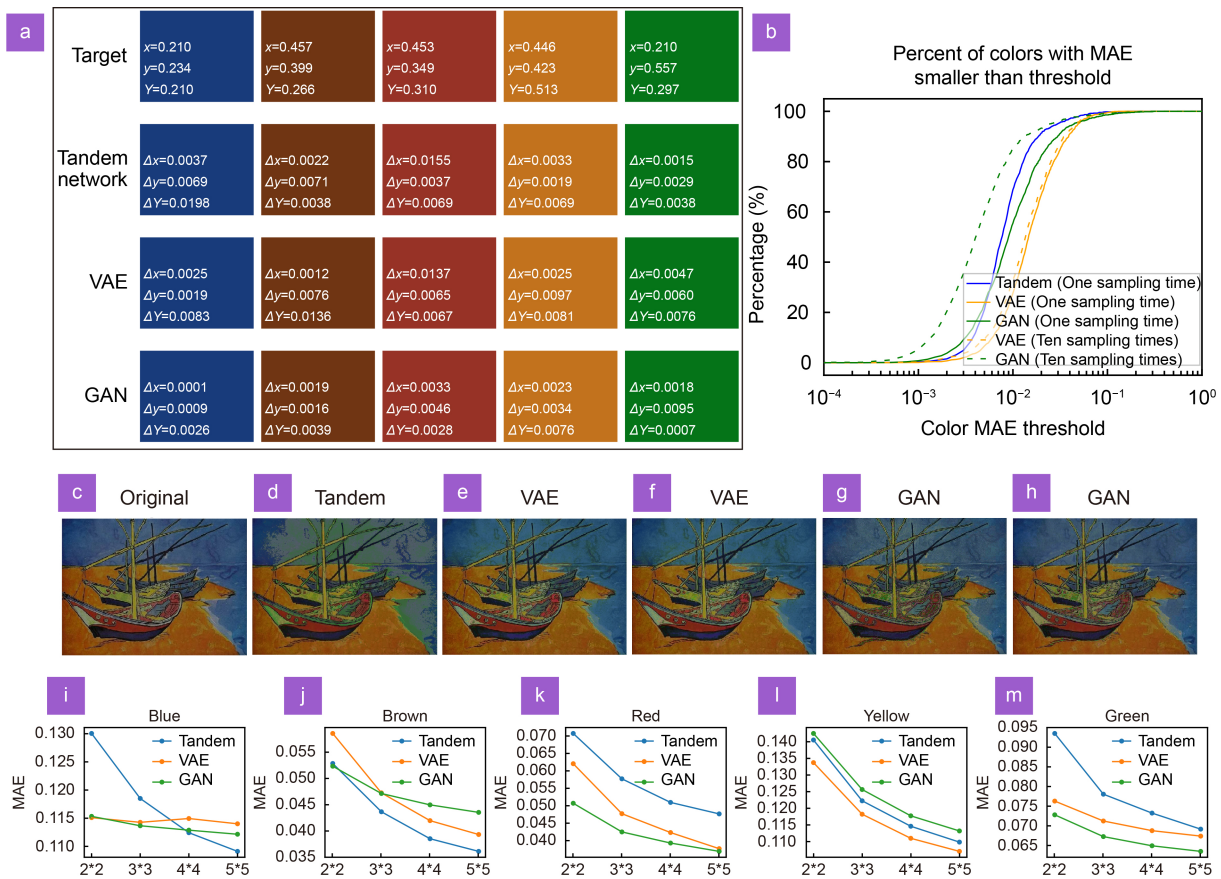 a
Target
x=0.210
y=0.234
Y=0.210
x=0.457
y=0.399
Y=0.266
x=0.453
y=0.349
Y=0.310
x=0.446
y=0.423
Y=0.513
x=0.210
y=0.557
Y=0.297
Tandem
network
Δx=0.0037
Δy=0.0069
ΔY=0.0198
Δx=0.0022
Δy=0.0071
ΔY=0.0038
Δx=0.0155
Δy=0.0037
ΔY=0.0069
Δx=0.0033
Δy=0.0019
ΔY=0.0069
Δx=0.0015
Δy=0.0029
ΔY=0.0038
VAE
Δx=0.0025
Δy=0.0019
ΔY=0.0083
Δx=0.0012
Δy=0.0076
ΔY=0.0136
Δx=0.0137
Δy=0.0065
ΔY=0.0067
Δx=0.0025
Δy=0.0097
ΔY=0.0081
Δx=0.0047
Δy=0.0060
ΔY=0.0076
GAN
Δx=0.0001
Δy=0.0009
ΔY=0.0026
Δx=0.0019
Δy=0.0016
ΔY=0.0039
Δx=0.0033
Δy=0.0046
ΔY=0.0028
Δx=0.0023
Δy=0.0034
ΔY=0.0076
Δx=0.0018
Δy=0.0095
ΔY=0.0007
b
Percent of colors with MAE
smaller than threshold
Percentage (%)
100
80
60
40
20
0
Tandem (One sampling time)
VAE (One sampling time)
GAN (One sampling time)
VAE (Ten sampling times)
GAN (Ten sampling times)
10⁻⁴ 10⁻³ 10⁻² 10⁻¹ 10⁰
Color MAE threshold
c Original
d Tandem
e VAE
f VAE
g GAN
h GAN
i
Blue
MAE
0.130
0.125
0.120
0.115
0.110
Tandem
VAE
GAN
2*2 3*3 4*4 5*5
j
Brown
MAE
0.055
0.050
0.045
0.040
0.035
Tandem
VAE
GAN
2*2 3*3 4*4 5*5
k
Red
MAE
0.070
0.065
0.060
0.055
0.050
0.045
0.040
Tandem
VAE
GAN
2*2 3*3 4*4 5*5
l
Yellow
MAE
0.140
0.135
0.130
0.125
0.120
0.115
0.110
Tandem
VAE
GAN
2*2 3*3 4*4 5*5
m
Green
MAE
0.095
0.090
0.085
0.080
0.075
0.070
0.065
Tandem
VAE
GAN
2*2 3*3 4*4 5*5